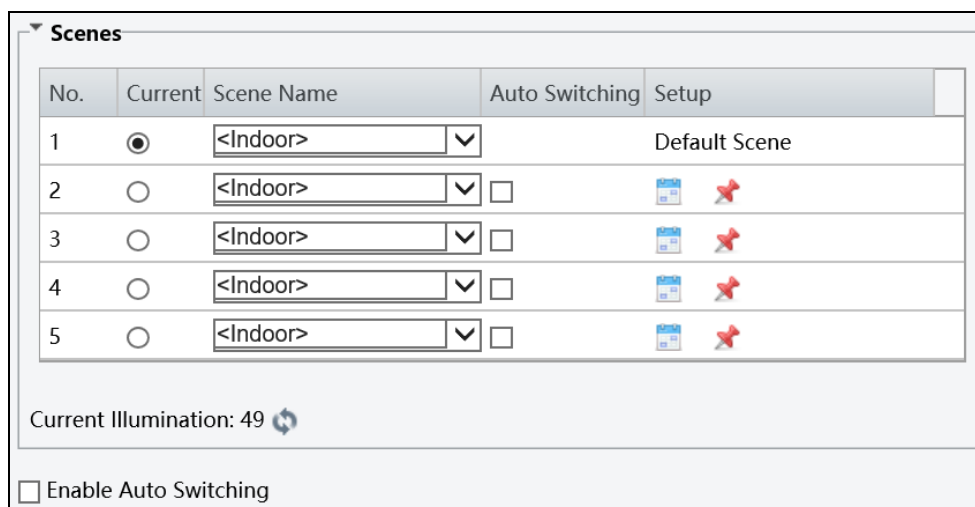 Scenes
No. Current Scene Name Auto Switching Setup
1 <Indoor> Default Scene
2 <Indoor>
3 <Indoor>
4 <Indoor>
5 <Indoor>
Current Illumination: 49
Enable Auto Switching